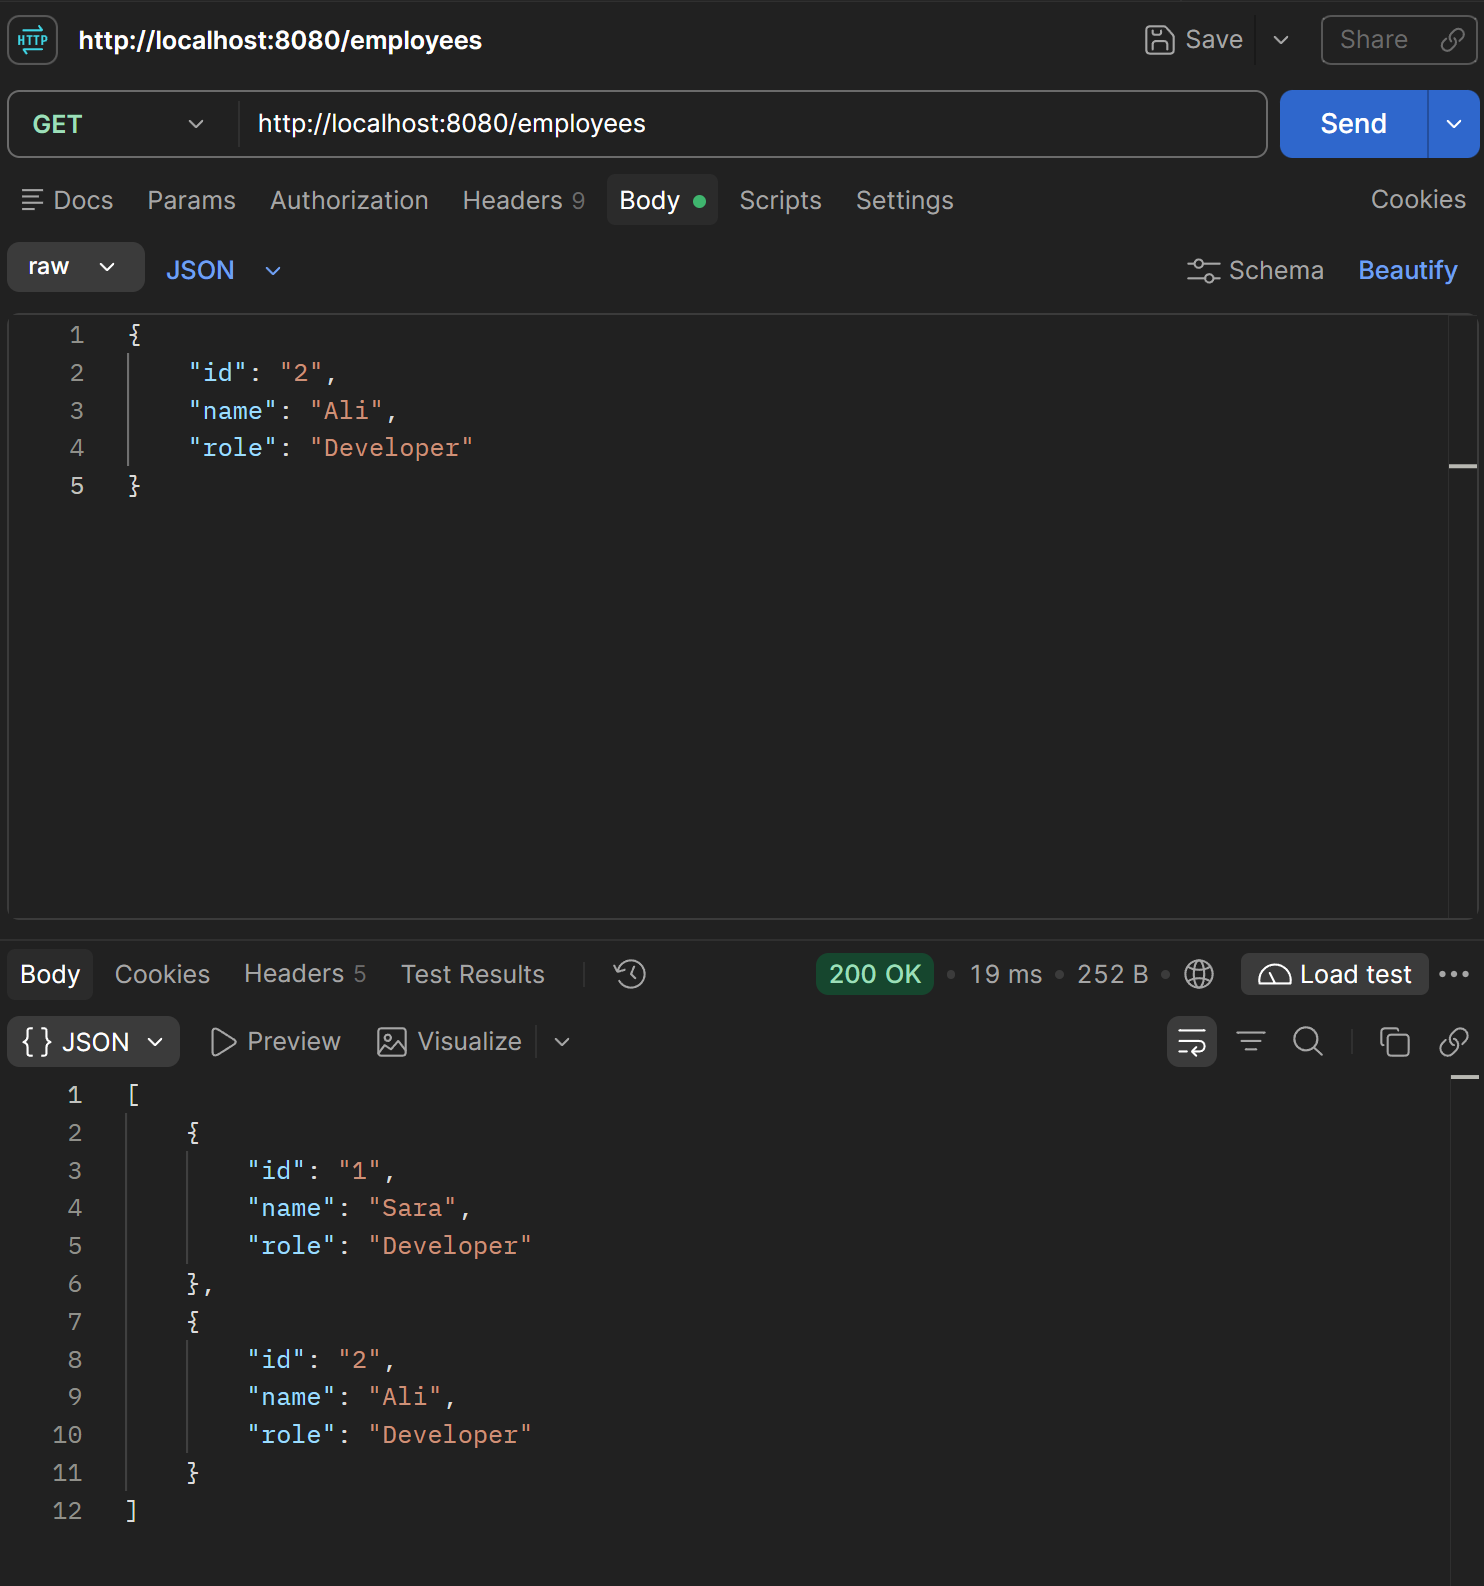 HTTP http://localhost:8080/employees Save Share
GET http://localhost:8080/employees Send
Docs Params Authorization Headers 9 Body Scripts Settings Cookies
raw JSON Schema Beautify
1 {
2 "id": "2",
3 "name": "Ali",
4 "role": "Developer"
5 }
Body Cookies Headers 5 Test Results 200 OK • 19 ms • 252 B • Load test
{} JSON Preview Visualize
1 [
2 {
3 "id": "1",
4 "name": "Sara",
5 "role": "Developer"
6 },
7 {
8 "id": "2",
9 "name": "Ali",
10 "role": "Developer"
11 }
12 ]